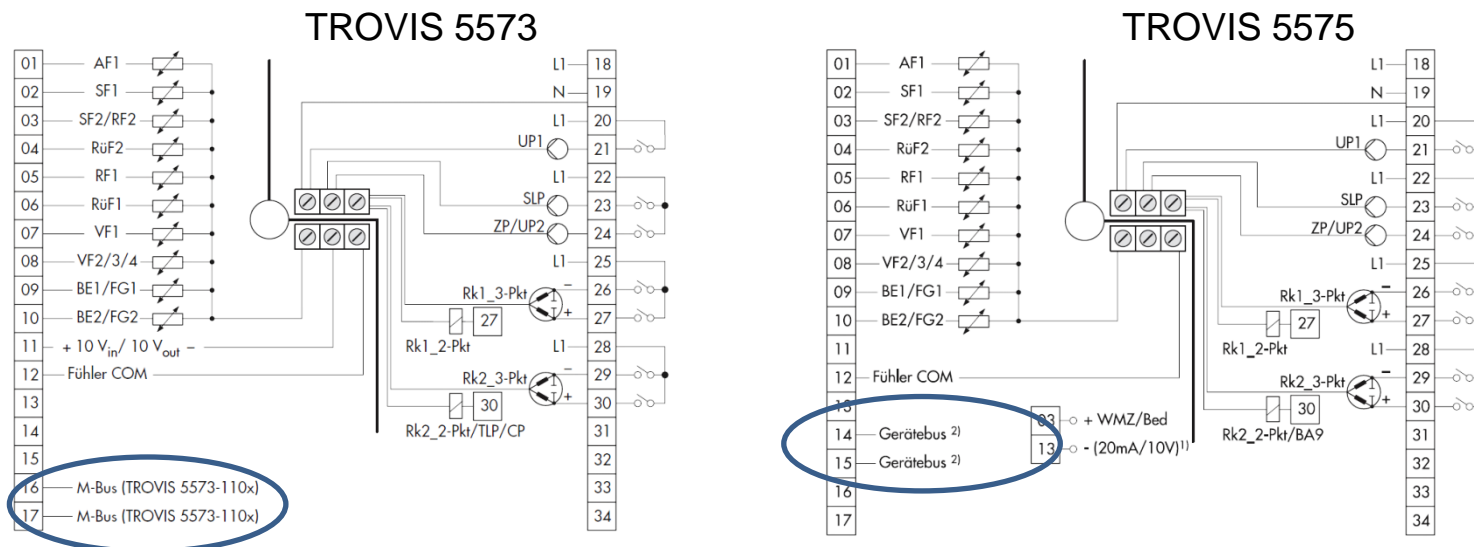 TROVIS 5573
01 AF1 L1 18
02 SF1 N 19
03 SF2/RF2 L1 20
04 RüF2 UP1 21
05 RF1 L1 22
06 RüF1 SLP 23
07 VF1 ZP/UP2 24
08 VF2/3/4 L1 25
09 BE1/FG1 Rk1_3-Pkt − 26
10 BE2/FG2 27 + 27
11 + 10 Vin/ 10 Vout − Rk1_2-Pkt L1 28
12 Fühler COM Rk2_3-Pkt − 29
13 30 + 30
14 Rk2_2-Pkt/TLP/CP 31
15 32
16 M-Bus (TROVIS 5573-110x) 33
17 M-Bus (TROVIS 5573-110x) 34
TROVIS 5575
01 AF1 L1 18
02 SF1 N 19
03 SF2/RF2 L1 20
04 RüF2 UP1 21
05 RF1 L1 22
06 RüF1 SLP 23
07 VF1 ZP/UP2 24
08 VF2/3/4 L1 25
09 BE1/FG1 Rk1_3-Pkt − 26
10 BE2/FG2 27 + 27
11 Rk1_2-Pkt L1 28
12 Fühler COM Rk2_3-Pkt − 29
13 03 + WMZ/Bed 30 + 30
14 Gerätebus 2) 13 - (20mA/10V)1) Rk2_2-Pkt/BA9 31
15 Gerätebus 2) 32
16 33
17 34